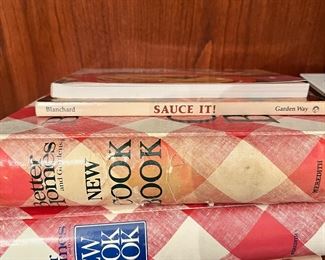 Blanchard SAUCE IT! Garden Way
Better Homes
and Gardens
NEW
COOK
BOOK
MEREDITH
NEW
COOK
BOOK